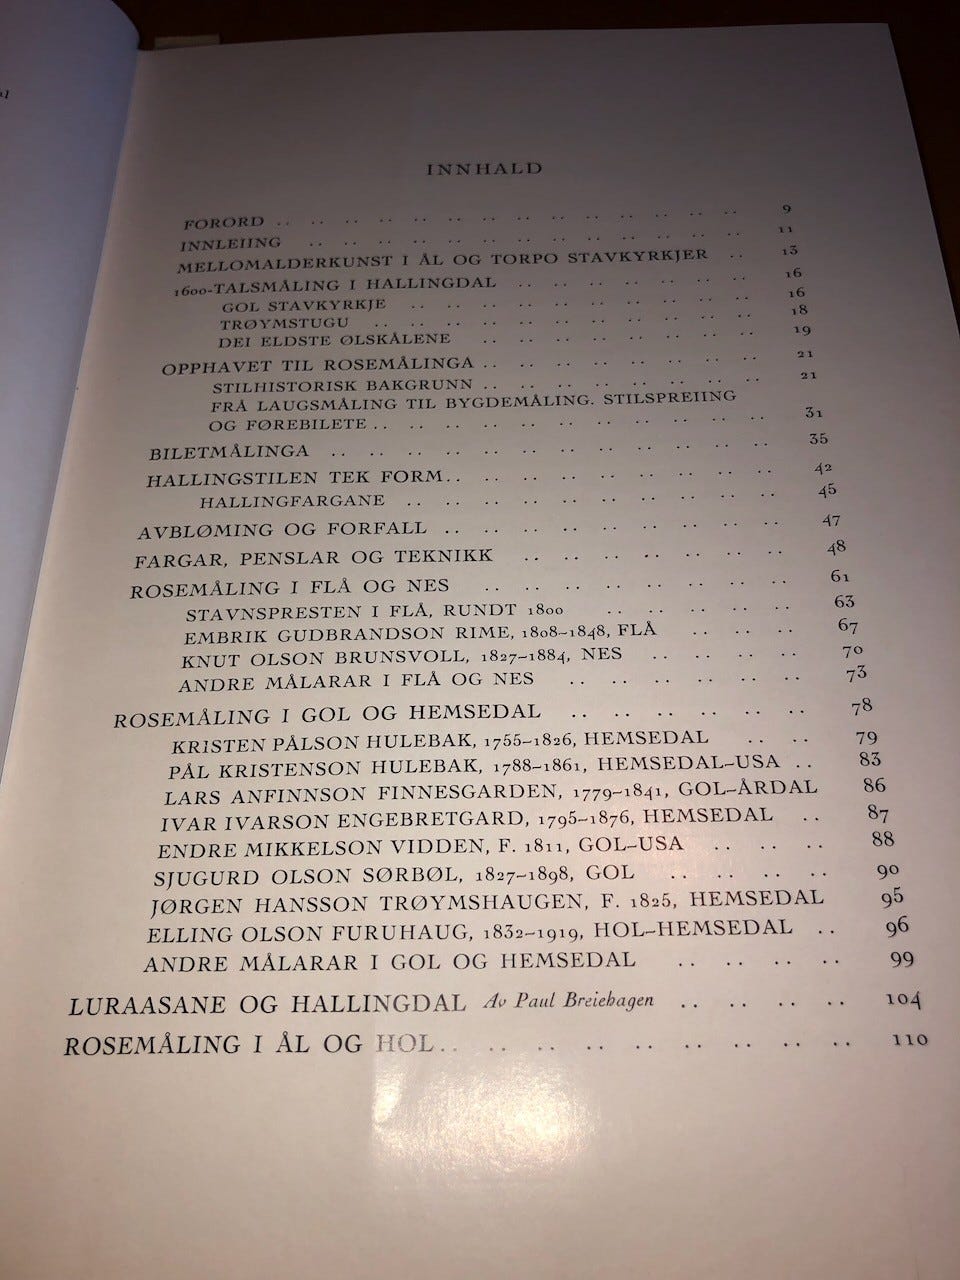 INNHALD
FORORD .. .. .. .. .. .. .. .. .. .. .. .. .. .. 9
INNLEIING .. .. .. .. .. .. .. .. .. .. .. .. .. 11
MELLOMALDERKUNST I ÅL OG TORPO STAVKYRKJER .. 13
1600-TALSMÅLING I HALLINGDAL .. .. .. .. .. .. .. 16
GOL STAVKYRKJE .. .. .. .. .. .. .. .. .. .. 16
TRØYMSTUGU .. .. .. .. .. .. .. .. .. .. .. 18
DEI ELDSTE ØLSKÅLENE .. .. .. .. .. .. .. .. 19
OPPHAVET TIL ROSEMÅLINGA .. .. .. .. .. .. .. .. 21
STILHISTORISK BAKGRUNN .. .. .. .. .. .. .. .. 21
FRÅ LAUGSMÅLING TIL BYGDEMÅLING. STILSPREIING
OG FØREBILETE .. .. .. .. .. .. .. .. .. .. .. 31
BILETMÅLINGA .. .. .. .. .. .. .. .. .. .. .. .. 35
HALLINGSTILEN TEK FORM .. .. .. .. .. .. .. .. .. 42
HALLINGFARGANE .. .. .. .. .. .. .. .. .. .. 45
AVBLØMING OG FORFALL .. .. .. .. .. .. .. .. .. 47
FARGAR, PENSLAR OG TEKNIKK .. .. .. .. .. .. .. 48
ROSEMÅLING I FLÅ OG NES .. .. .. .. .. .. .. .. 61
STAVNSPRESTEN I FLÅ, RUNDT 1800 .. .. .. .. .. 63
EMBRIK GUDBRANDSON RIME, 1808–1848, FLÅ .. .. .. 67
KNUT OLSON BRUNSVOLL, 1827–1884, NES .. .. .. .. 70
ANDRE MÅLARAR I FLÅ OG NES .. .. .. .. .. .. 73
ROSEMÅLING I GOL OG HEMSEDAL .. .. .. .. .. .. 78
KRISTEN PÅLSON HULEBAK, 1755–1826, HEMSEDAL .. .. 79
PÅL KRISTENSON HULEBAK, 1788–1861, HEMSEDAL–USA .. 83
LARS ANFINNSON FINNESGARDEN, 1779–1841, GOL–ÅRDAL 86
IVAR IVARSON ENGEBRETGARD, 1795–1876, HEMSEDAL .. 87
ENDRE MIKKELSON VIDDEN, F. 1811, GOL–USA .. .. .. 88
SJUGURD OLSON SØRBØL, 1827–1898, GOL .. .. .. .. 90
JØRGEN HANSSON TRØYMSHAUGEN, F. 1825, HEMSEDAL 95
ELLING OLSON FURUHAUG, 1832–1919, HOL–HEMSEDAL .. 96
ANDRE MÅLARAR I GOL OG HEMSEDAL .. .. .. .. 99
LURAASANE OG HALLINGDAL Av Paul Breiehagen .. .. .. .. 104
ROSEMÅLING I ÅL OG HOL .. .. .. .. .. .. .. .. .. 110